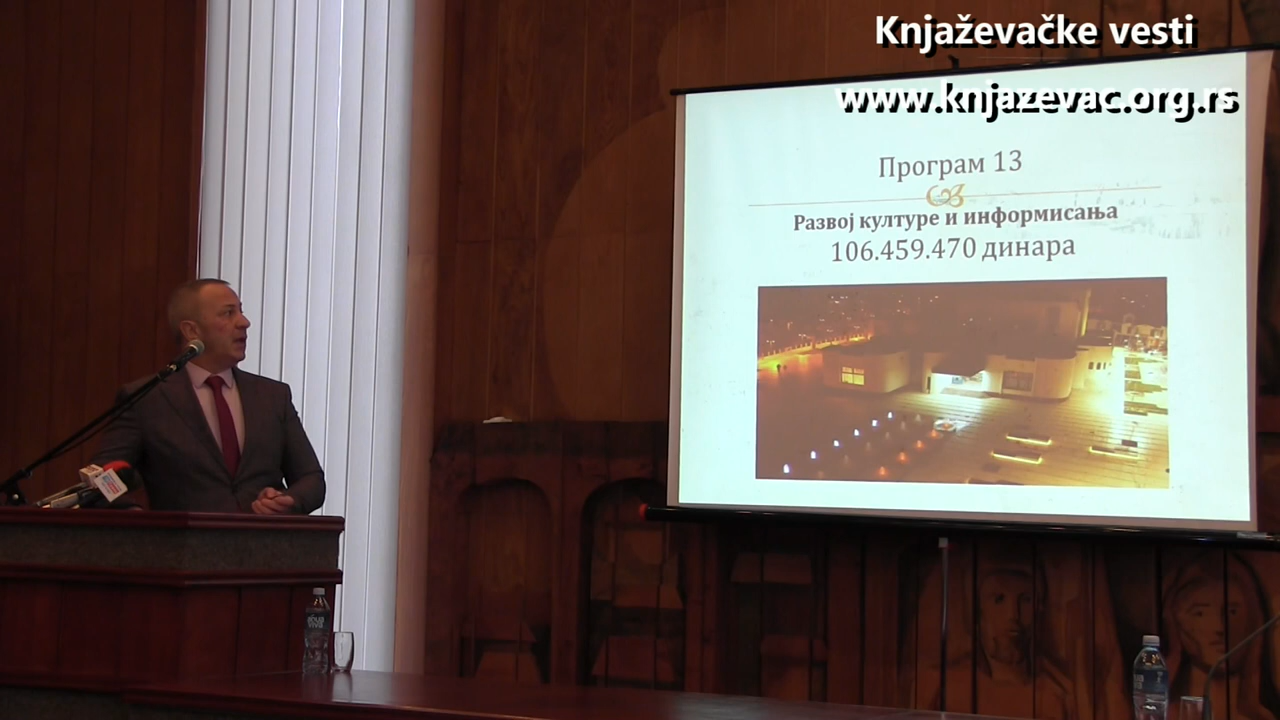 Knjaževačke vesti
www.knjazevac.org.rs
Програм 13
Развој културе и информисања
106.459.470 динара